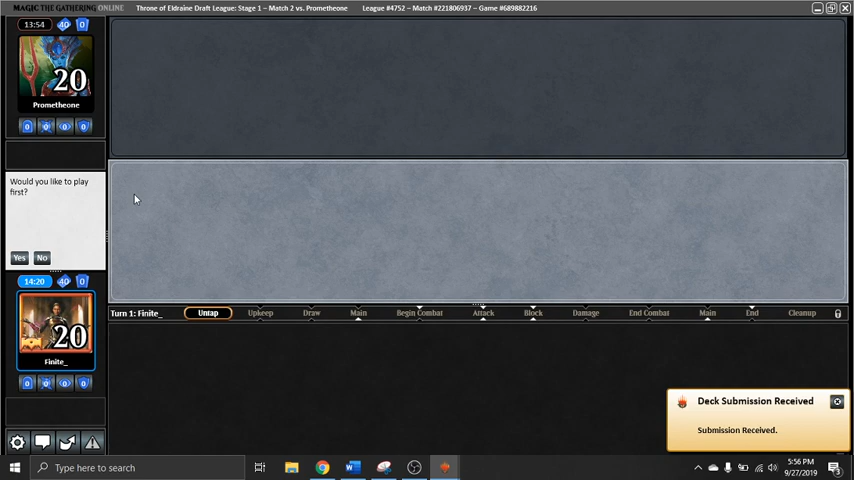 MAGIC THE GATHERING ONLINE Throne of Eldraine Draft League: Stage 1 – Match 2 vs. Prometheone League #4752 – Match #221806937 – Game #689882216
13:54 40 0
20
Prometheone
0 0 0 0
Would you like to play first?
Yes No
14:20 40 0
Turn 1: Finite_ Untap Upkeep Draw Main Begin Combat Attack Block Damage End Combat Main End Cleanup
20
Finite_
0 0 0 0
Deck Submission Received
Submission Received.
Type here to search
5:56 PM
9/27/2019
3